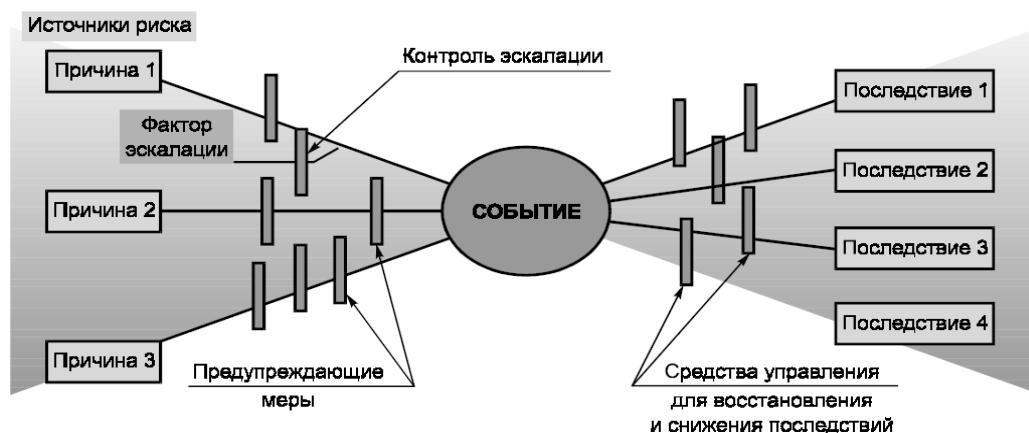 Источники риска
Причина 1
Контроль эскалации
Последствие 1
Фактор
эскалации
Последствие 2
Причина 2
СОБЫТИЕ
Последствие 3
Последствие 4
Причина 3
Предупреждающие
меры
Средства управления
для восстановления
и снижения последствий